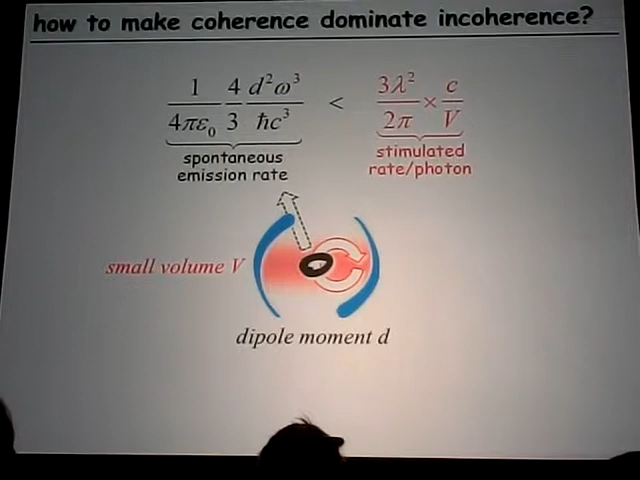 how to make coherence dominate incoherence?
1/4πε₀ 4/3 d²ω³/ħc³ < 3λ²/2π × c/V
spontaneous
emission rate
stimulated
rate/photon
small volume V
dipole moment d